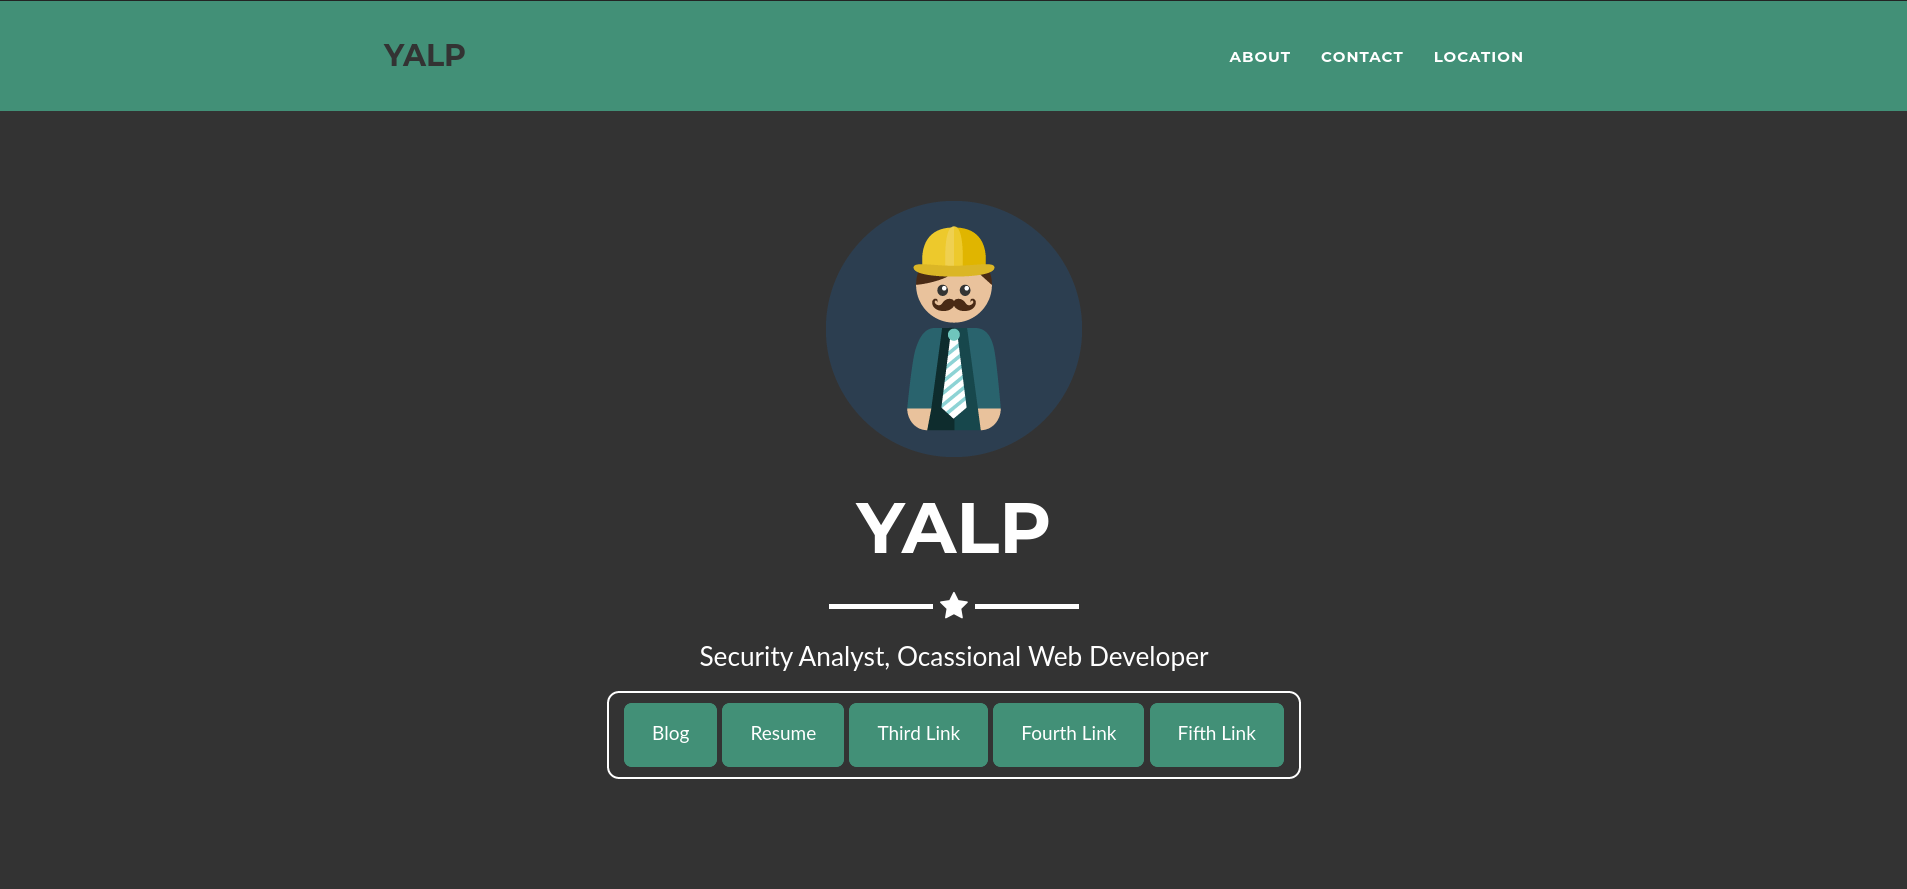 YALP
ABOUT CONTACT LOCATION
YALP
Security Analyst, Ocassional Web Developer
Blog Resume Third Link Fourth Link Fifth Link